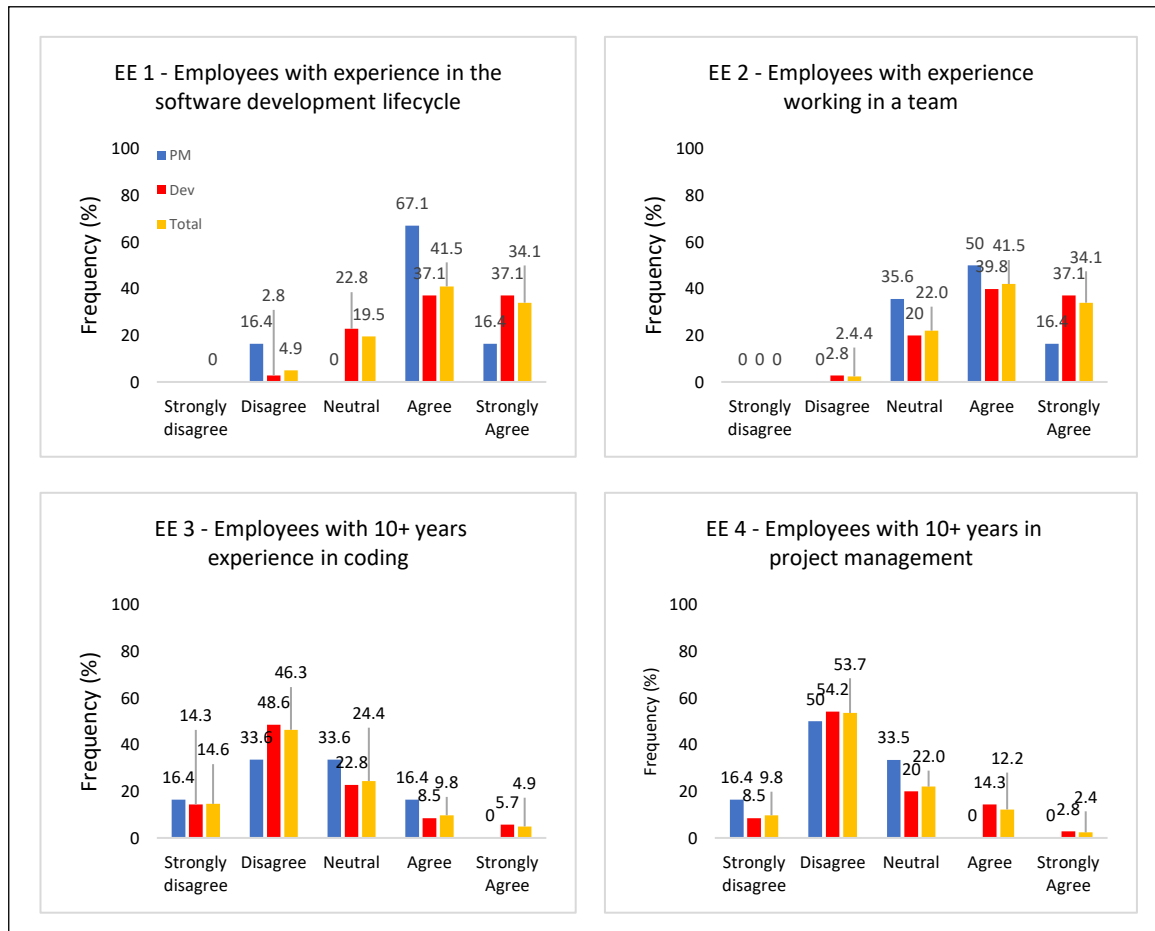 EE 1 - Employees with experience in the
software development lifecycle
Frequency (%)
100
80
60
40
20
0
PM
Dev
Total
0
16.4
2.8
4.9
0
22.8
19.5
67.1
37.1
41.5
16.4
37.1
34.1
Strongly disagree
Disagree
Neutral
Agree
Strongly Agree
EE 2 - Employees with experience
working in a team
Frequency (%)
100
80
60
40
20
0
0 0 0
0
2.8
2.4.4
35.6
20
22.0
50
39.8
41.5
16.4
37.1
34.1
Strongly disagree
Disagree
Neutral
Agree
Strongly Agree
EE 3 - Employees with 10+ years
experience in coding
Frequency (%)
100
80
60
40
20
0
16.4
14.3
14.6
33.6
48.6
46.3
33.6
22.8
24.4
16.4
8.5
9.8
0
5.7
4.9
Strongly disagree
Disagree
Neutral
Agree
Strongly Agree
EE 4 - Employees with 10+ years in
project management
Frequency (%)
100
80
60
40
20
0
16.4
8.5
9.8
50
54.2
53.7
33.5
20
22.0
0
14.3
12.2
0
2.8
2.4
Strongly disagree
Disagree
Neutral
Agree
Strongly Agree